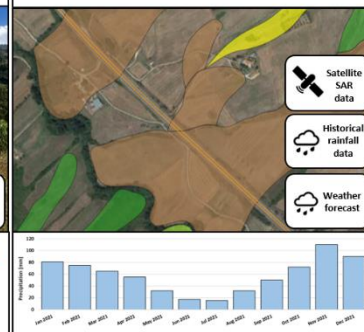 Satellite
SAR
data
Historical
rainfall
data
Weather
forecast
Precipitation [mm]
120
100
80
60
40
20
0
Jan 2021
Feb 2021
Mar 2021
Apr 2021
May 2021
Jun 2021
Jul 2021
Aug 2021
Sep 2021
Oct 2021
Nov 2021
Dec 2021